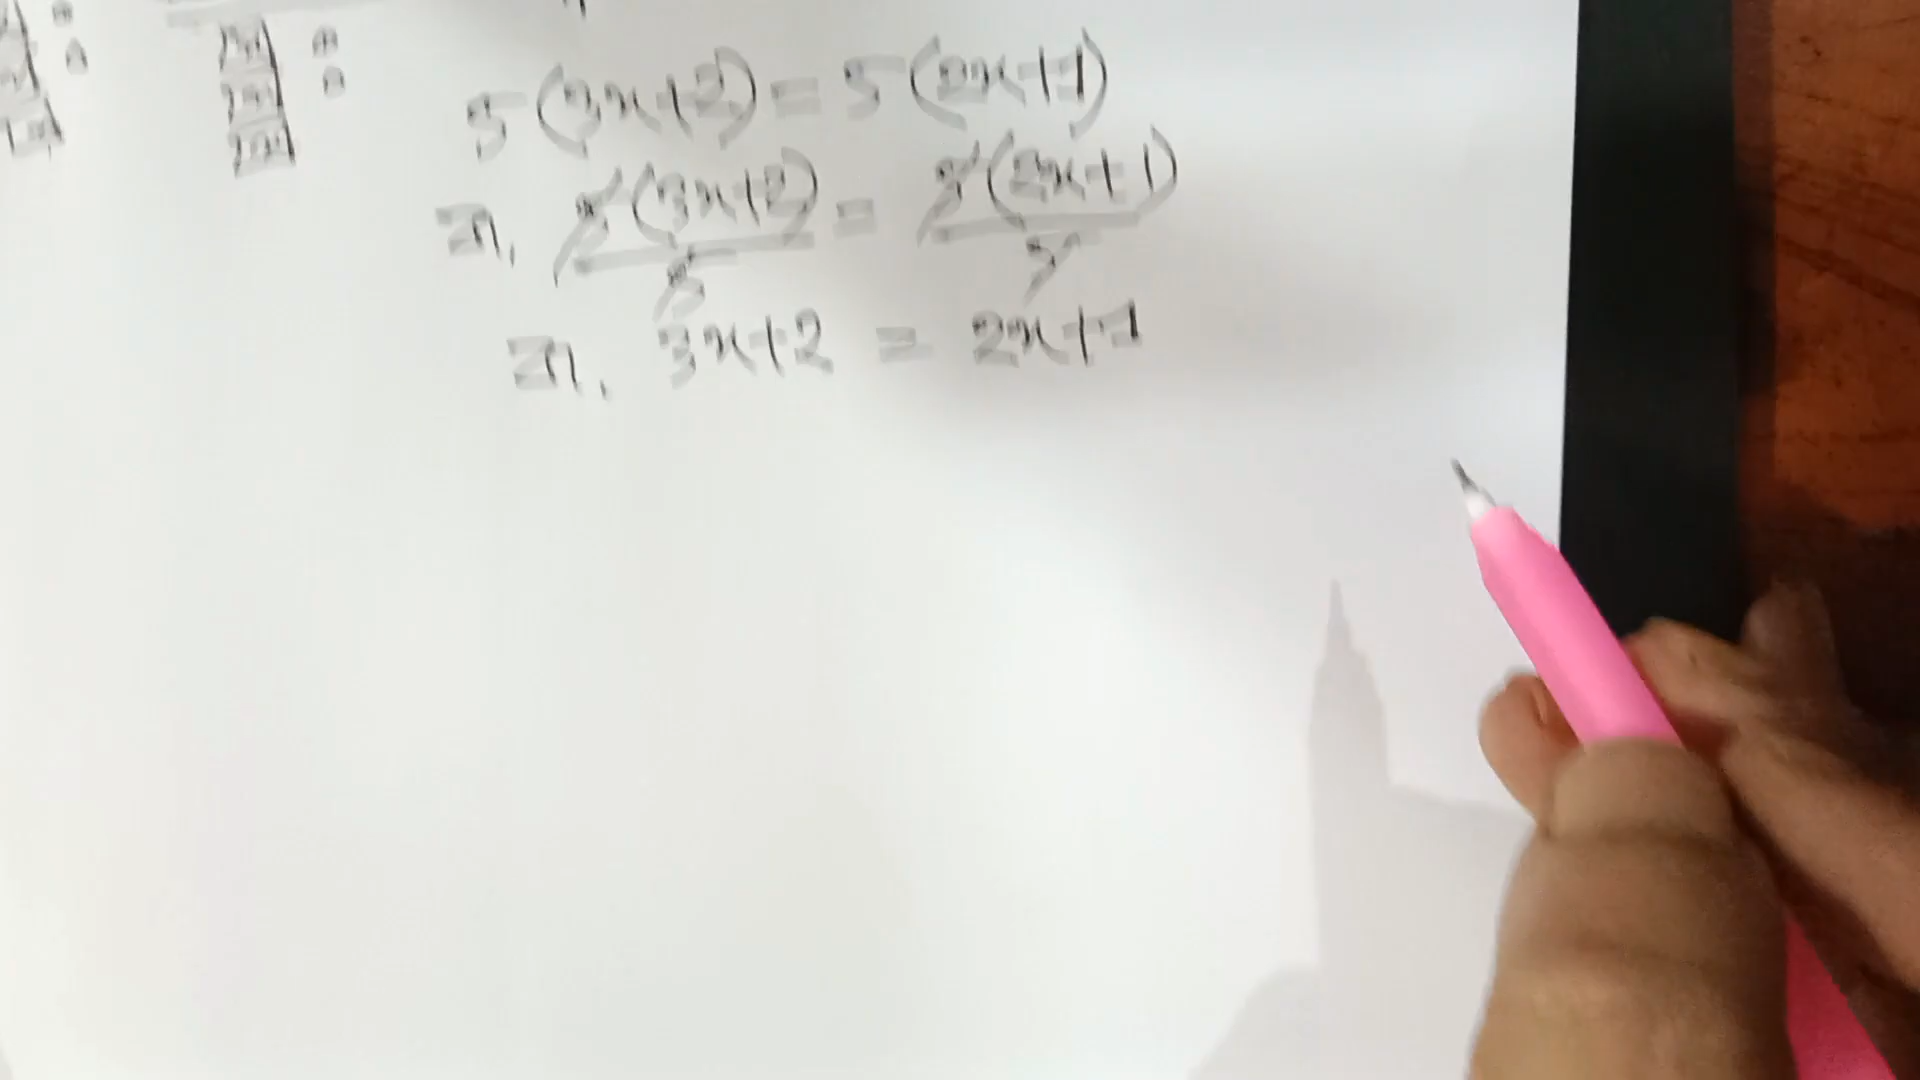 5(3x+2) = 5(2x+1)
বা, 5(3x+2)/5 = 5(2x+1)/5
বা, 3x+2 = 2x+1